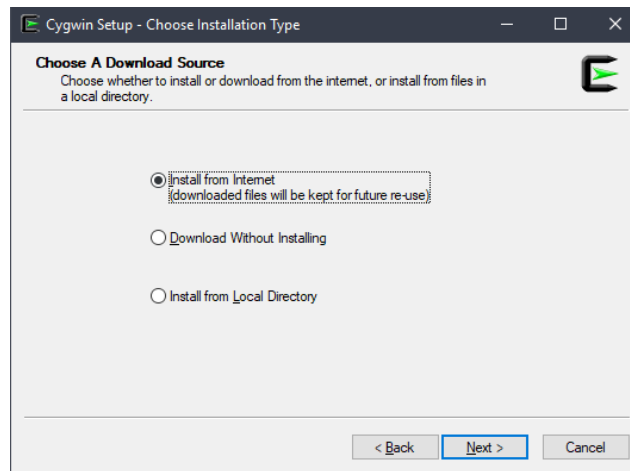 Cygwin Setup - Choose Installation Type
Choose A Download Source
Choose whether to install or download from the internet, or install from files in
a local directory.
Install from Internet
(downloaded files will be kept for future re-use)
Download Without Installing
Install from Local Directory
< Back
Next >
Cancel